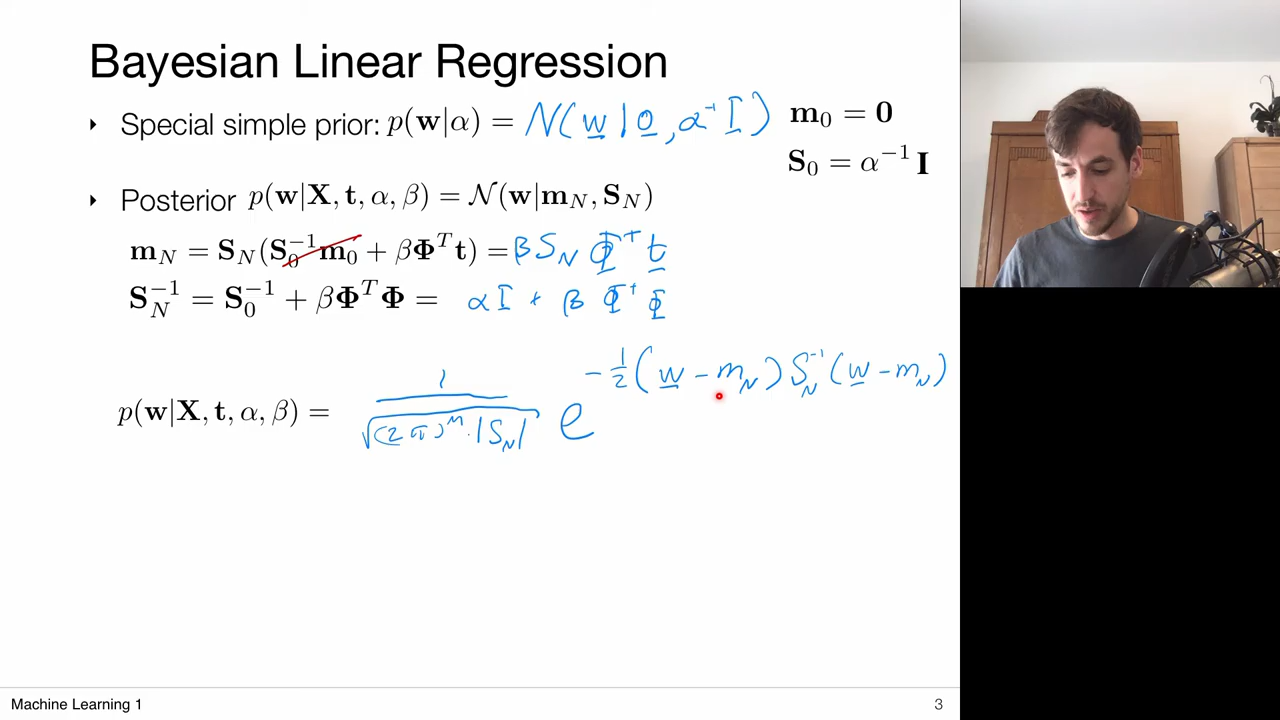 Bayesian Linear Regression
‣ Special simple prior: p(w|α) = N(w|0, α⁻¹I) m₀ = 0
S₀ = α⁻¹I
‣ Posterior p(w|X, t, α, β) = N(w|m_N, S_N)
m_N = S_N(S₀⁻¹m₀ + βΦᵀt) = βS_N Φᵀt
S_N⁻¹ = S₀⁻¹ + βΦᵀΦ = αI + βΦᵀΦ
p(w|X, t, α, β) = 1/√((2π)^M · |S_N|) e^(-1/2(w - m_N)S_N⁻¹(w - m_N))
Machine Learning 1 3